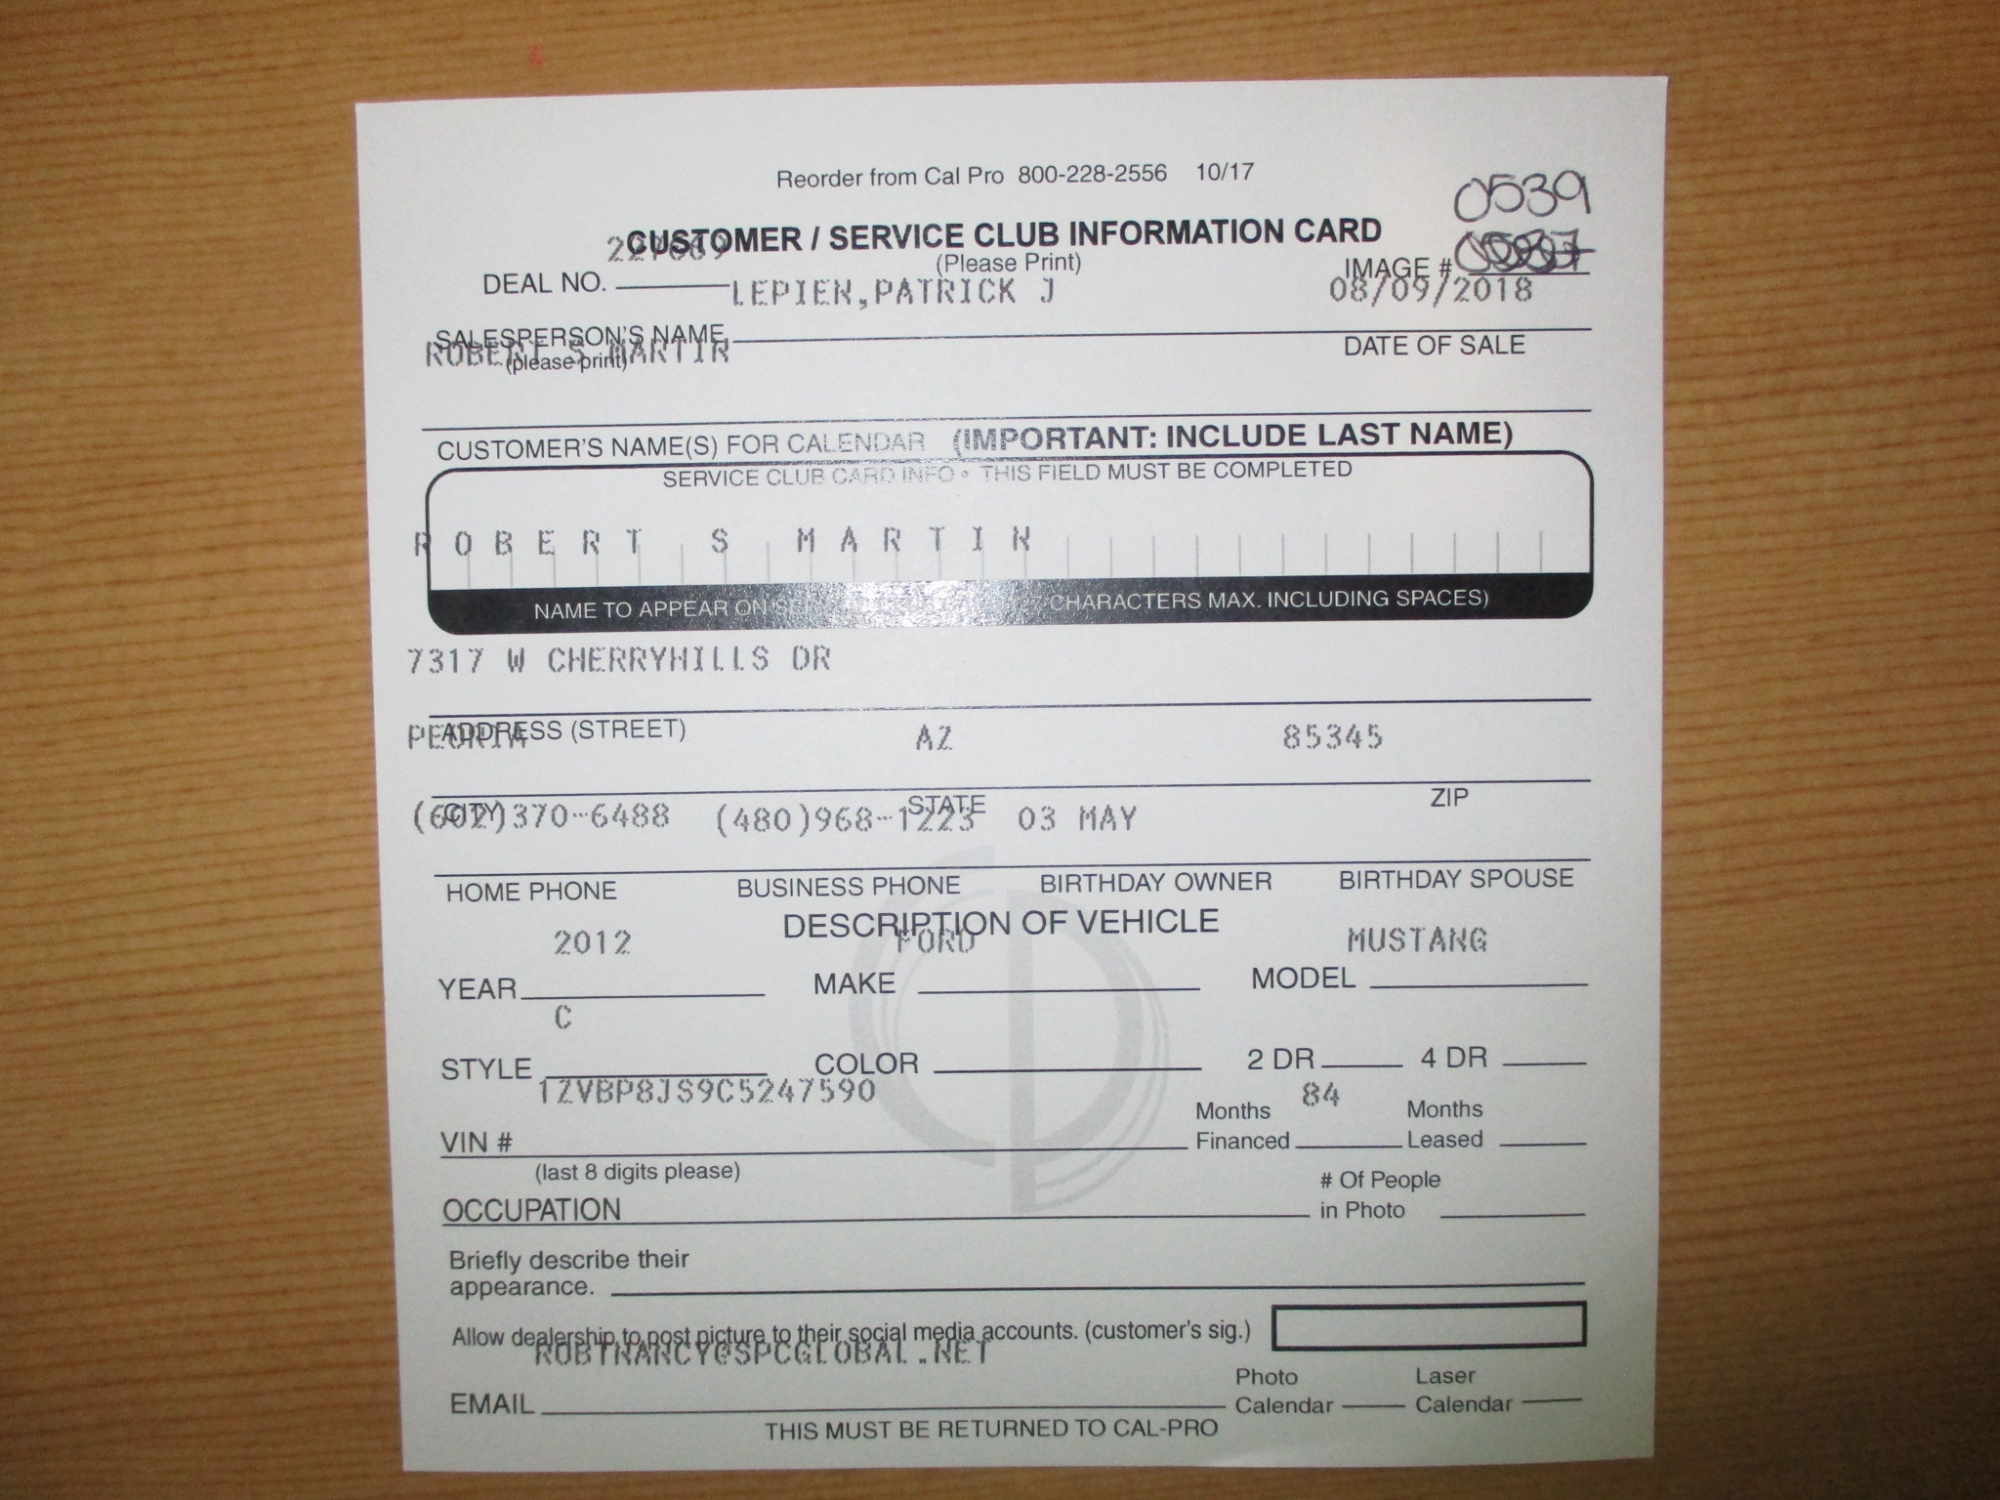 Reorder from Cal Pro 800-228-2556 10/17
0539
CUSTOMER / SERVICE CLUB INFORMATION CARD
(Please Print)
DEAL NO. LEPIEN,PATRICK J IMAGE #
08/09/2018
SALESPERSON'S NAME
(please print)
DATE OF SALE
ROBERT S MARTIN
CUSTOMER'S NAME(S) FOR CALENDAR (IMPORTANT: INCLUDE LAST NAME)
SERVICE CLUB CARD INFO • THIS FIELD MUST BE COMPLETED
ROBERT S MARTIN
NAME TO APPEAR ON CHARACTERS MAX. INCLUDING SPACES)
7317 W CHERRYHILLS DR
ADDRESS (STREET)
PEORIA AZ 85345
CITY STATE ZIP
(602)370-6488 (480)968-1223 03 MAY
HOME PHONE BUSINESS PHONE BIRTHDAY OWNER BIRTHDAY SPOUSE
DESCRIPTION OF VEHICLE
2012 FORD MUSTANG
YEAR MAKE MODEL
C
STYLE COLOR 2 DR 4 DR
1ZVBP8JS9C5247590 84
VIN # Months Financed Months Leased
(last 8 digits please)
OCCUPATION # Of People in Photo
Briefly describe their
appearance.
Allow dealership to post picture to their social media accounts. (customer's sig.)
ROBTNANCY@SPCGLOBAL.NET
EMAIL Photo Calendar Laser Calendar
THIS MUST BE RETURNED TO CAL-PRO